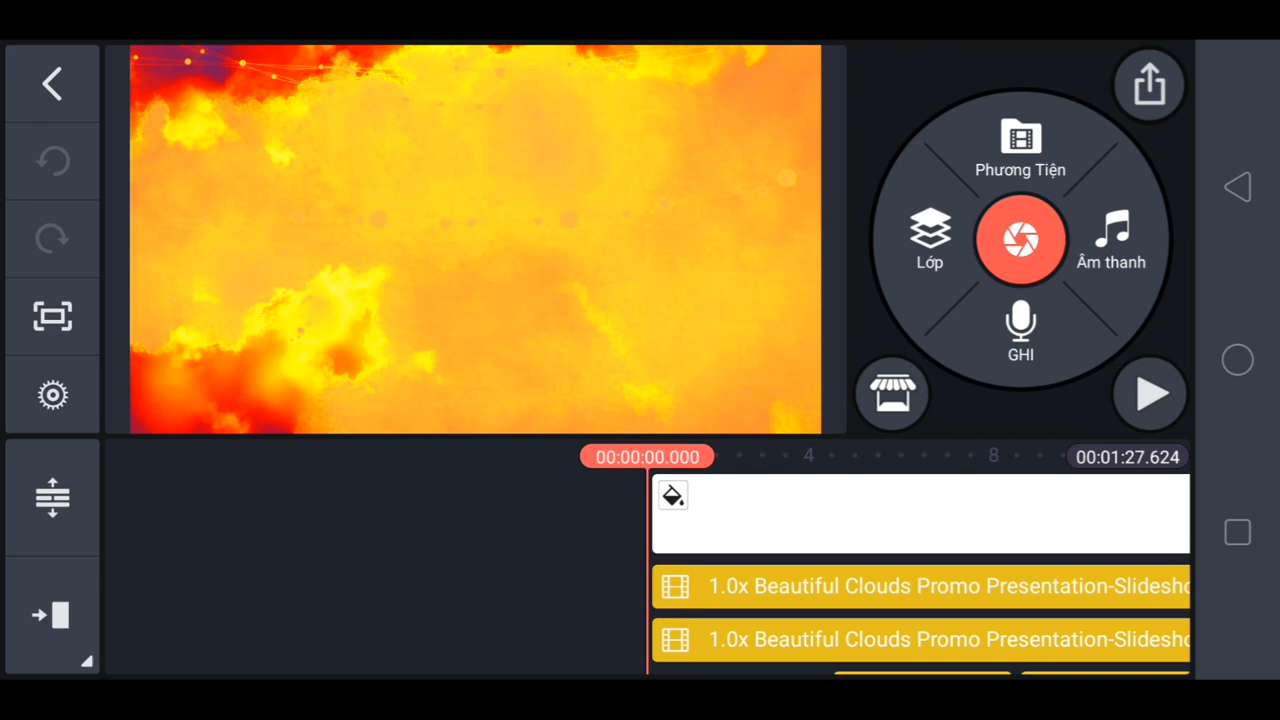 Phương Tiện
Lớp
Âm thanh
GHI
00:00:00.000
4
8
00:01:27.624
1.0x Beautiful Clouds Promo Presentation-Slidesho
1.0x Beautiful Clouds Promo Presentation-Slidesho